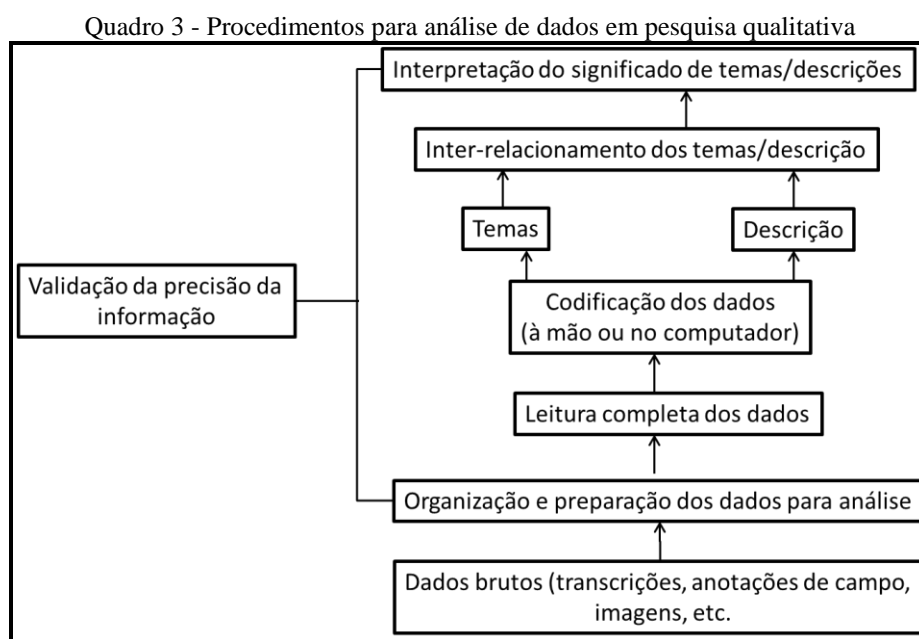 Quadro 3 - Procedimentos para análise de dados em pesquisa qualitativa
Interpretação do significado de temas/descrições
Inter-relacionamento dos temas/descrição
Temas
Descrição
Validação da precisão da
informação
Codificação dos dados
(à mão ou no computador)
Leitura completa dos dados
Organização e preparação dos dados para análise
Dados brutos (transcrições, anotações de campo,
imagens, etc.